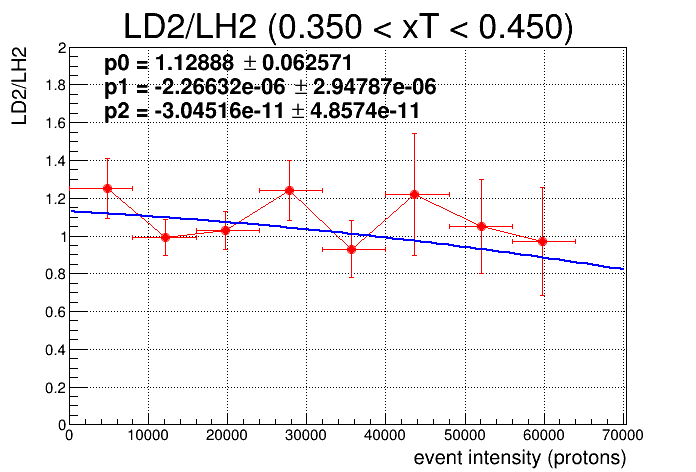 LD2/LH2 (0.350 < xT < 0.450)
LD2/LH2
p0 = 1.12888 ± 0.062571
p1 = -2.26632e-06 ± 2.94787e-06
p2 = -3.04516e-11 ± 4.8574e-11
2
1.8
1.6
1.4
1.2
1
0.8
0.6
0.4
0.2
0
0 10000 20000 30000 40000 50000 60000 70000
event intensity (protons)